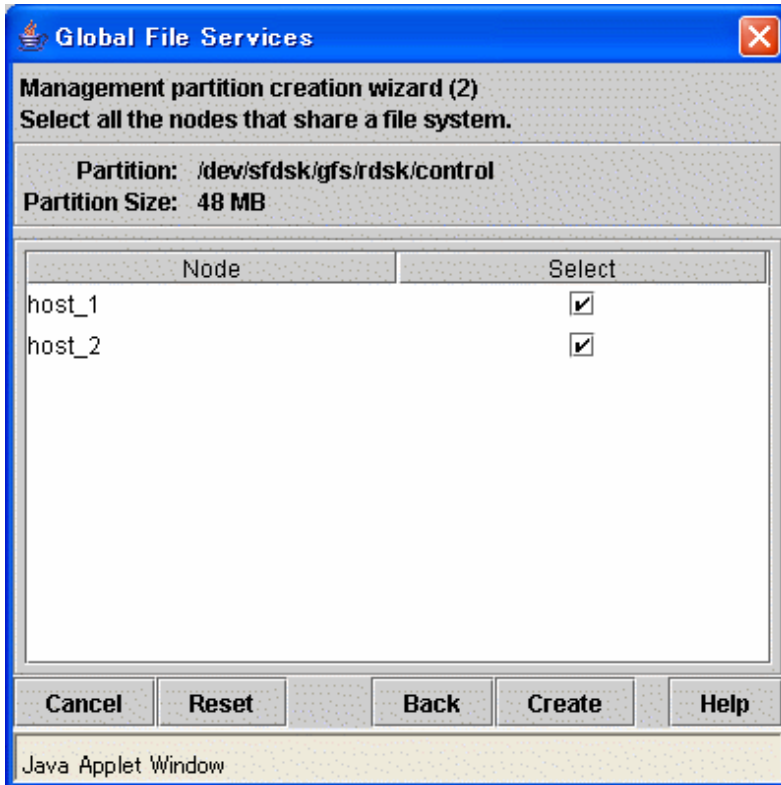 Global File Services
Management partition creation wizard (2)
Select all the nodes that share a file system.
Partition: /dev/sfdsk/gfs/rdsk/control
Partition Size: 48 MB
Node Select
host_1
host_2
Cancel Reset Back Create Help
Java Applet Window